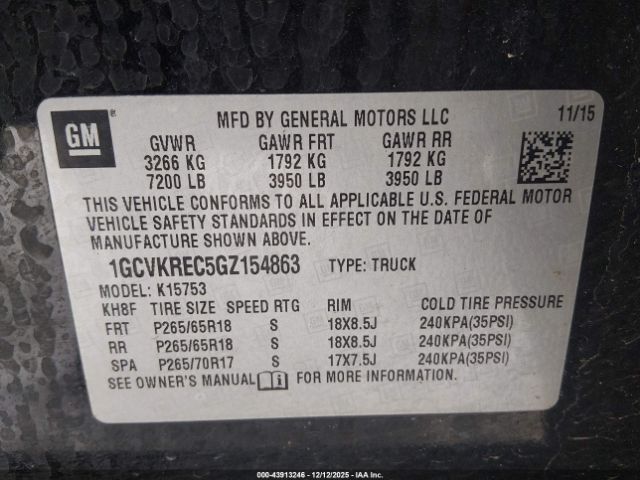 GM
MFD BY GENERAL MOTORS LLC 11/15
GVWR GAWR FRT GAWR RR
3266 KG 1792 KG 1792 KG
7200 LB 3950 LB 3950 LB
THIS VEHICLE CONFORMS TO ALL APPLICABLE U.S. FEDERAL MOTOR
VEHICLE SAFETY STANDARDS IN EFFECT ON THE DATE OF
MANUFACTURE SHOWN ABOVE.
1GCVKREC5GZ154863 TYPE: TRUCK
MODEL: K15753
KH8F TIRE SIZE SPEED RTG RIM COLD TIRE PRESSURE
FRT P265/65R18 S 18X8.5J 240KPA(35PSI)
RR P265/65R18 S 18X8.5J 240KPA(35PSI)
SPA P265/70R17 S 17X7.5J 240KPA(35PSI)
SEE OWNER'S MANUAL FOR MORE INFORMATION.
000-43913246 - 12/12/2025 - IAA Inc.